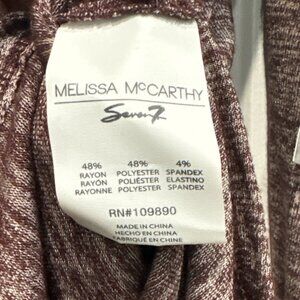 MELISSA McCARTHY
Seven7
48% 48% 4%
RAYON POLYESTER SPANDEX
RAYÓN POLIÉSTER ELASTINO
RAYONNE POLYESTER SPANDEX
RN#109890
MADE IN CHINA
HECHO EN CHINA
FABRIQUÉ EN CHINE